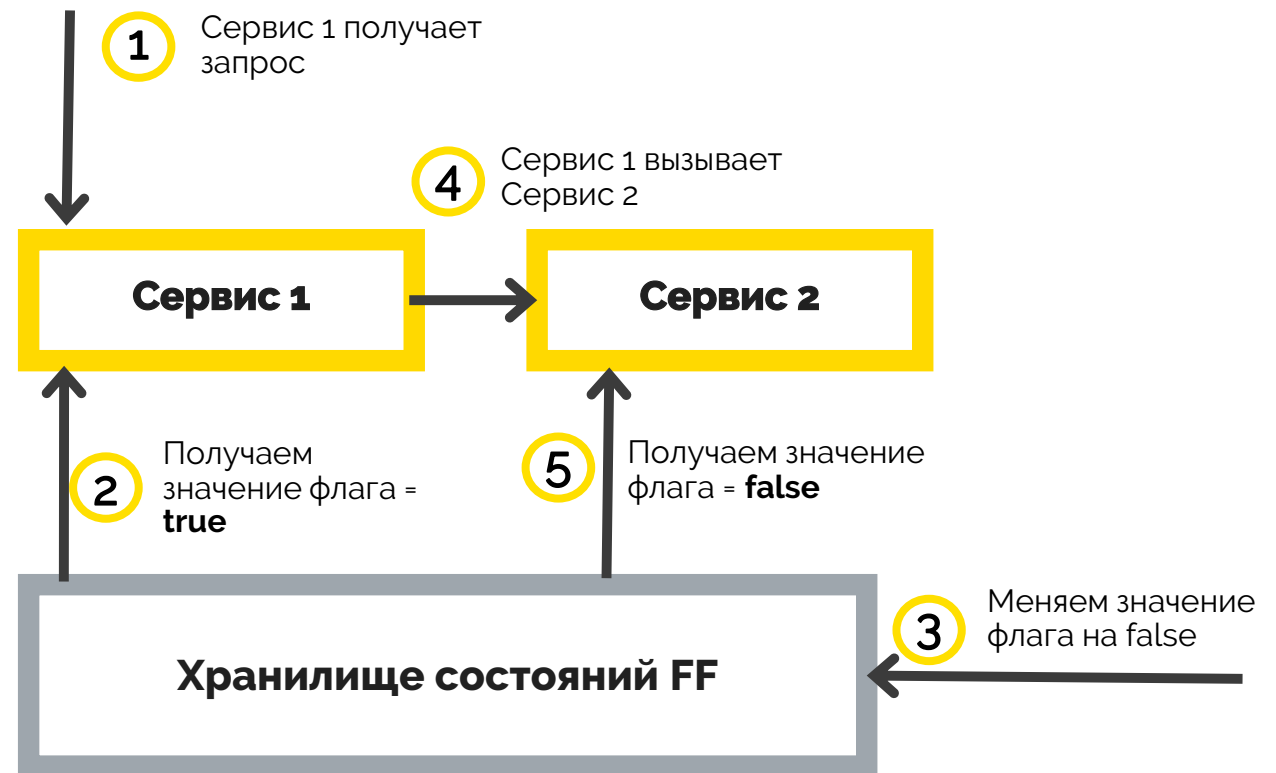 1
Сервис 1 получает
запрос
4
Сервис 1 вызывает
Сервис 2
Сервис 1
Сервис 2
2
Получаем
значение флага =
true
5
Получаем значение
флага = false
3
Меняем значение
флага на false
Хранилище состояний FF